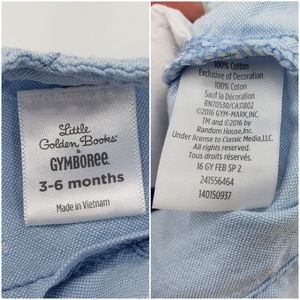 Little
Golden Books
&
GYMBOREE
3-6 months
Made in Vietnam
100% Cotton
Exclusive of Decoration
100% Coton
Sauf la Décoration
RN70530/CA31802
©2016 GYM-MARK, INC.
TM and ©2016 by
Random House, Inc.
Under license to Classic Media, LLC.
All rights reserved.
Tous droits réservés.
16 GY FEB SP 2
241556464
140150937